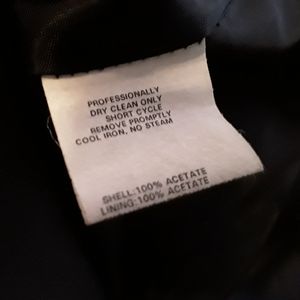 PROFESSIONALLY
DRY CLEAN ONLY
SHORT CYCLE
REMOVE PROMPTLY
COOL IRON, NO STEAM
SHELL:100% ACETATE
LINING:100% ACETATE